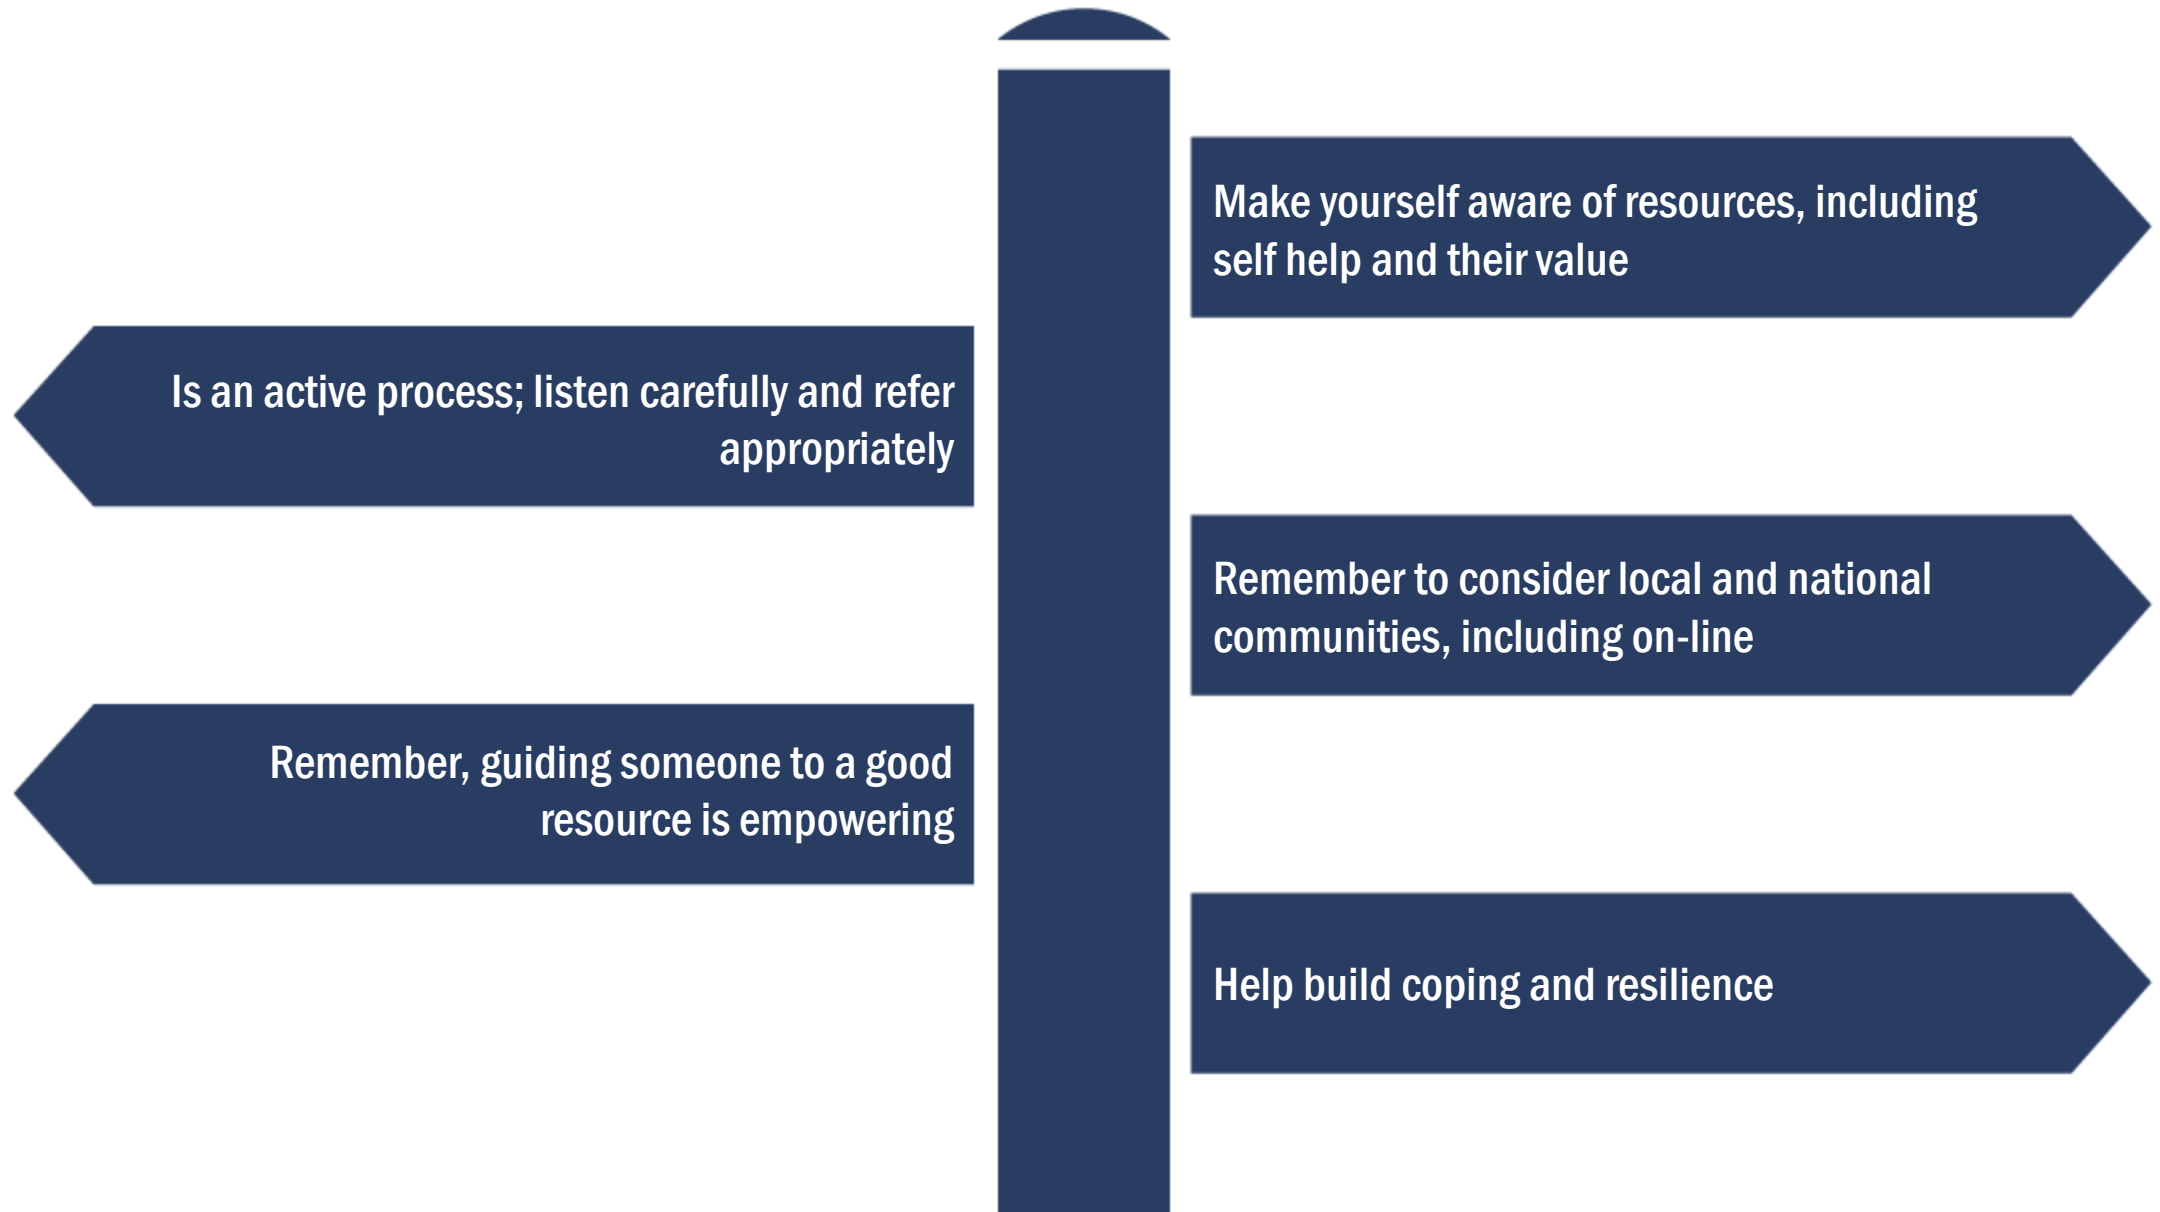 Make yourself aware of resources, including
self help and their value
Is an active process; listen carefully and refer
appropriately
Remember to consider local and national
communities, including on-line
Remember, guiding someone to a good
resource is empowering
Help build coping and resilience